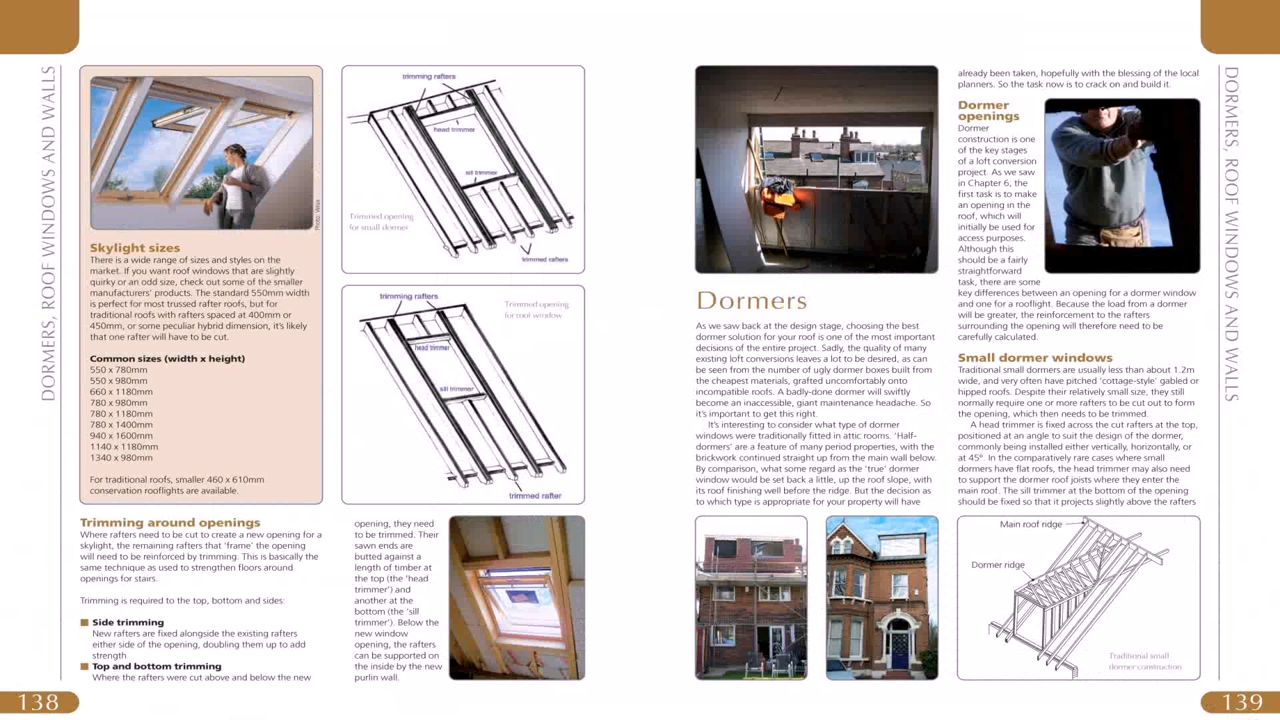 DORMERS, ROOF WINDOWS AND WALLS
Photo: Velux
Skylight sizes
There is a wide range of sizes and styles on the
market. If you want roof windows that are slightly
quirky or an odd size, check out some of the smaller
manufacturers' products. The standard 550mm width
is perfect for most trussed rafter roofs, but for
traditional roofs with rafters spaced at 400mm or
450mm, or some peculiar hybrid dimension, it's likely
that one rafter will have to be cut.
Common sizes (width x height)
550 x 780mm
550 x 980mm
660 x 1180mm
780 x 980mm
780 x 1180mm
780 x 1400mm
940 x 1600mm
1140 x 1180mm
1340 x 980mm
For traditional roofs, smaller 460 x 610mm
conservation rooflights are available.
Trimming around openings
Where rafters need to be cut to create a new opening for a
skylight, the remaining rafters that 'frame' the opening
will need to be reinforced by trimming. This is basically the
same technique as used to strengthen floors around
openings for stairs.
Trimming is required to the top, bottom and sides:
■ Side trimming
New rafters are fixed alongside the existing rafters
either side of the opening, doubling them up to add
strength
■ Top and bottom trimming
Where the rafters were cut above and below the new
138
trimming rafters
head trimmer
sill trimmer
Trimmed opening
for small dormer
trimmed rafters
trimming rafters
Trimmed opening
for roof window
head trimmer
sill trimmer
trimmed rafter
opening, they need
to be trimmed. Their
sawn ends are
butted against a
length of timber at
the top (the 'head
trimmer') and
another at the
bottom (the 'sill
trimmer'). Below the
new window
opening, the rafters
can be supported on
the inside by the new
purlin wall.
Dormers
As we saw back at the design stage, choosing the best
dormer solution for your roof is one of the most important
decisions of the entire project. Sadly, the quality of many
existing loft conversions leaves a lot to be desired, as can
be seen from the number of ugly dormer boxes built from
the cheapest materials, grafted uncomfortably onto
incompatible roofs. A badly-done dormer will swiftly
become an inaccessible, giant maintenance headache. So
it's important to get this right.
It's interesting to consider what type of dormer
windows were traditionally fitted in attic rooms. 'Half-
dormers' are a feature of many period properties, with the
brickwork continued straight up from the main wall below.
By comparison, what some regard as the 'true' dormer
window would be set back a little, up the roof slope, with
its roof finishing well before the ridge. But the decision as
to which type is appropriate for your property will have
already been taken, hopefully with the blessing of the local
planners. So the task now is to crack on and build it.
Dormer
openings
Dormer
construction is one
of the key stages
of a loft conversion
project. As we saw
in Chapter 6, the
first task is to make
an opening in the
roof, which will
initially be used for
access purposes.
Although this
should be a fairly
straightforward
task, there are some
key differences between an opening for a dormer window
and one for a rooflight. Because the load from a dormer
will be greater, the reinforcement to the rafters
surrounding the opening will therefore need to be
carefully calculated.
Small dormer windows
Traditional small dormers are usually less than about 1.2m
wide, and very often have pitched 'cottage-style' gabled or
hipped roofs. Despite their relatively small size, they still
normally require one or more rafters to be cut out to form
the opening, which then needs to be trimmed.
A head trimmer is fixed across the cut rafters at the top,
positioned at an angle to suit the design of the dormer,
commonly being installed either vertically, horizontally, or
at 45º. In the comparatively rare cases where small
dormers have flat roofs, the head trimmer may also need
to support the dormer roof joists where they enter the
main roof. The sill trimmer at the bottom of the opening
should be fixed so that it projects slightly above the rafters
Main roof ridge
Dormer ridge
Traditional small
dormer construction
DORMERS, ROOF WINDOWS AND WALLS
139